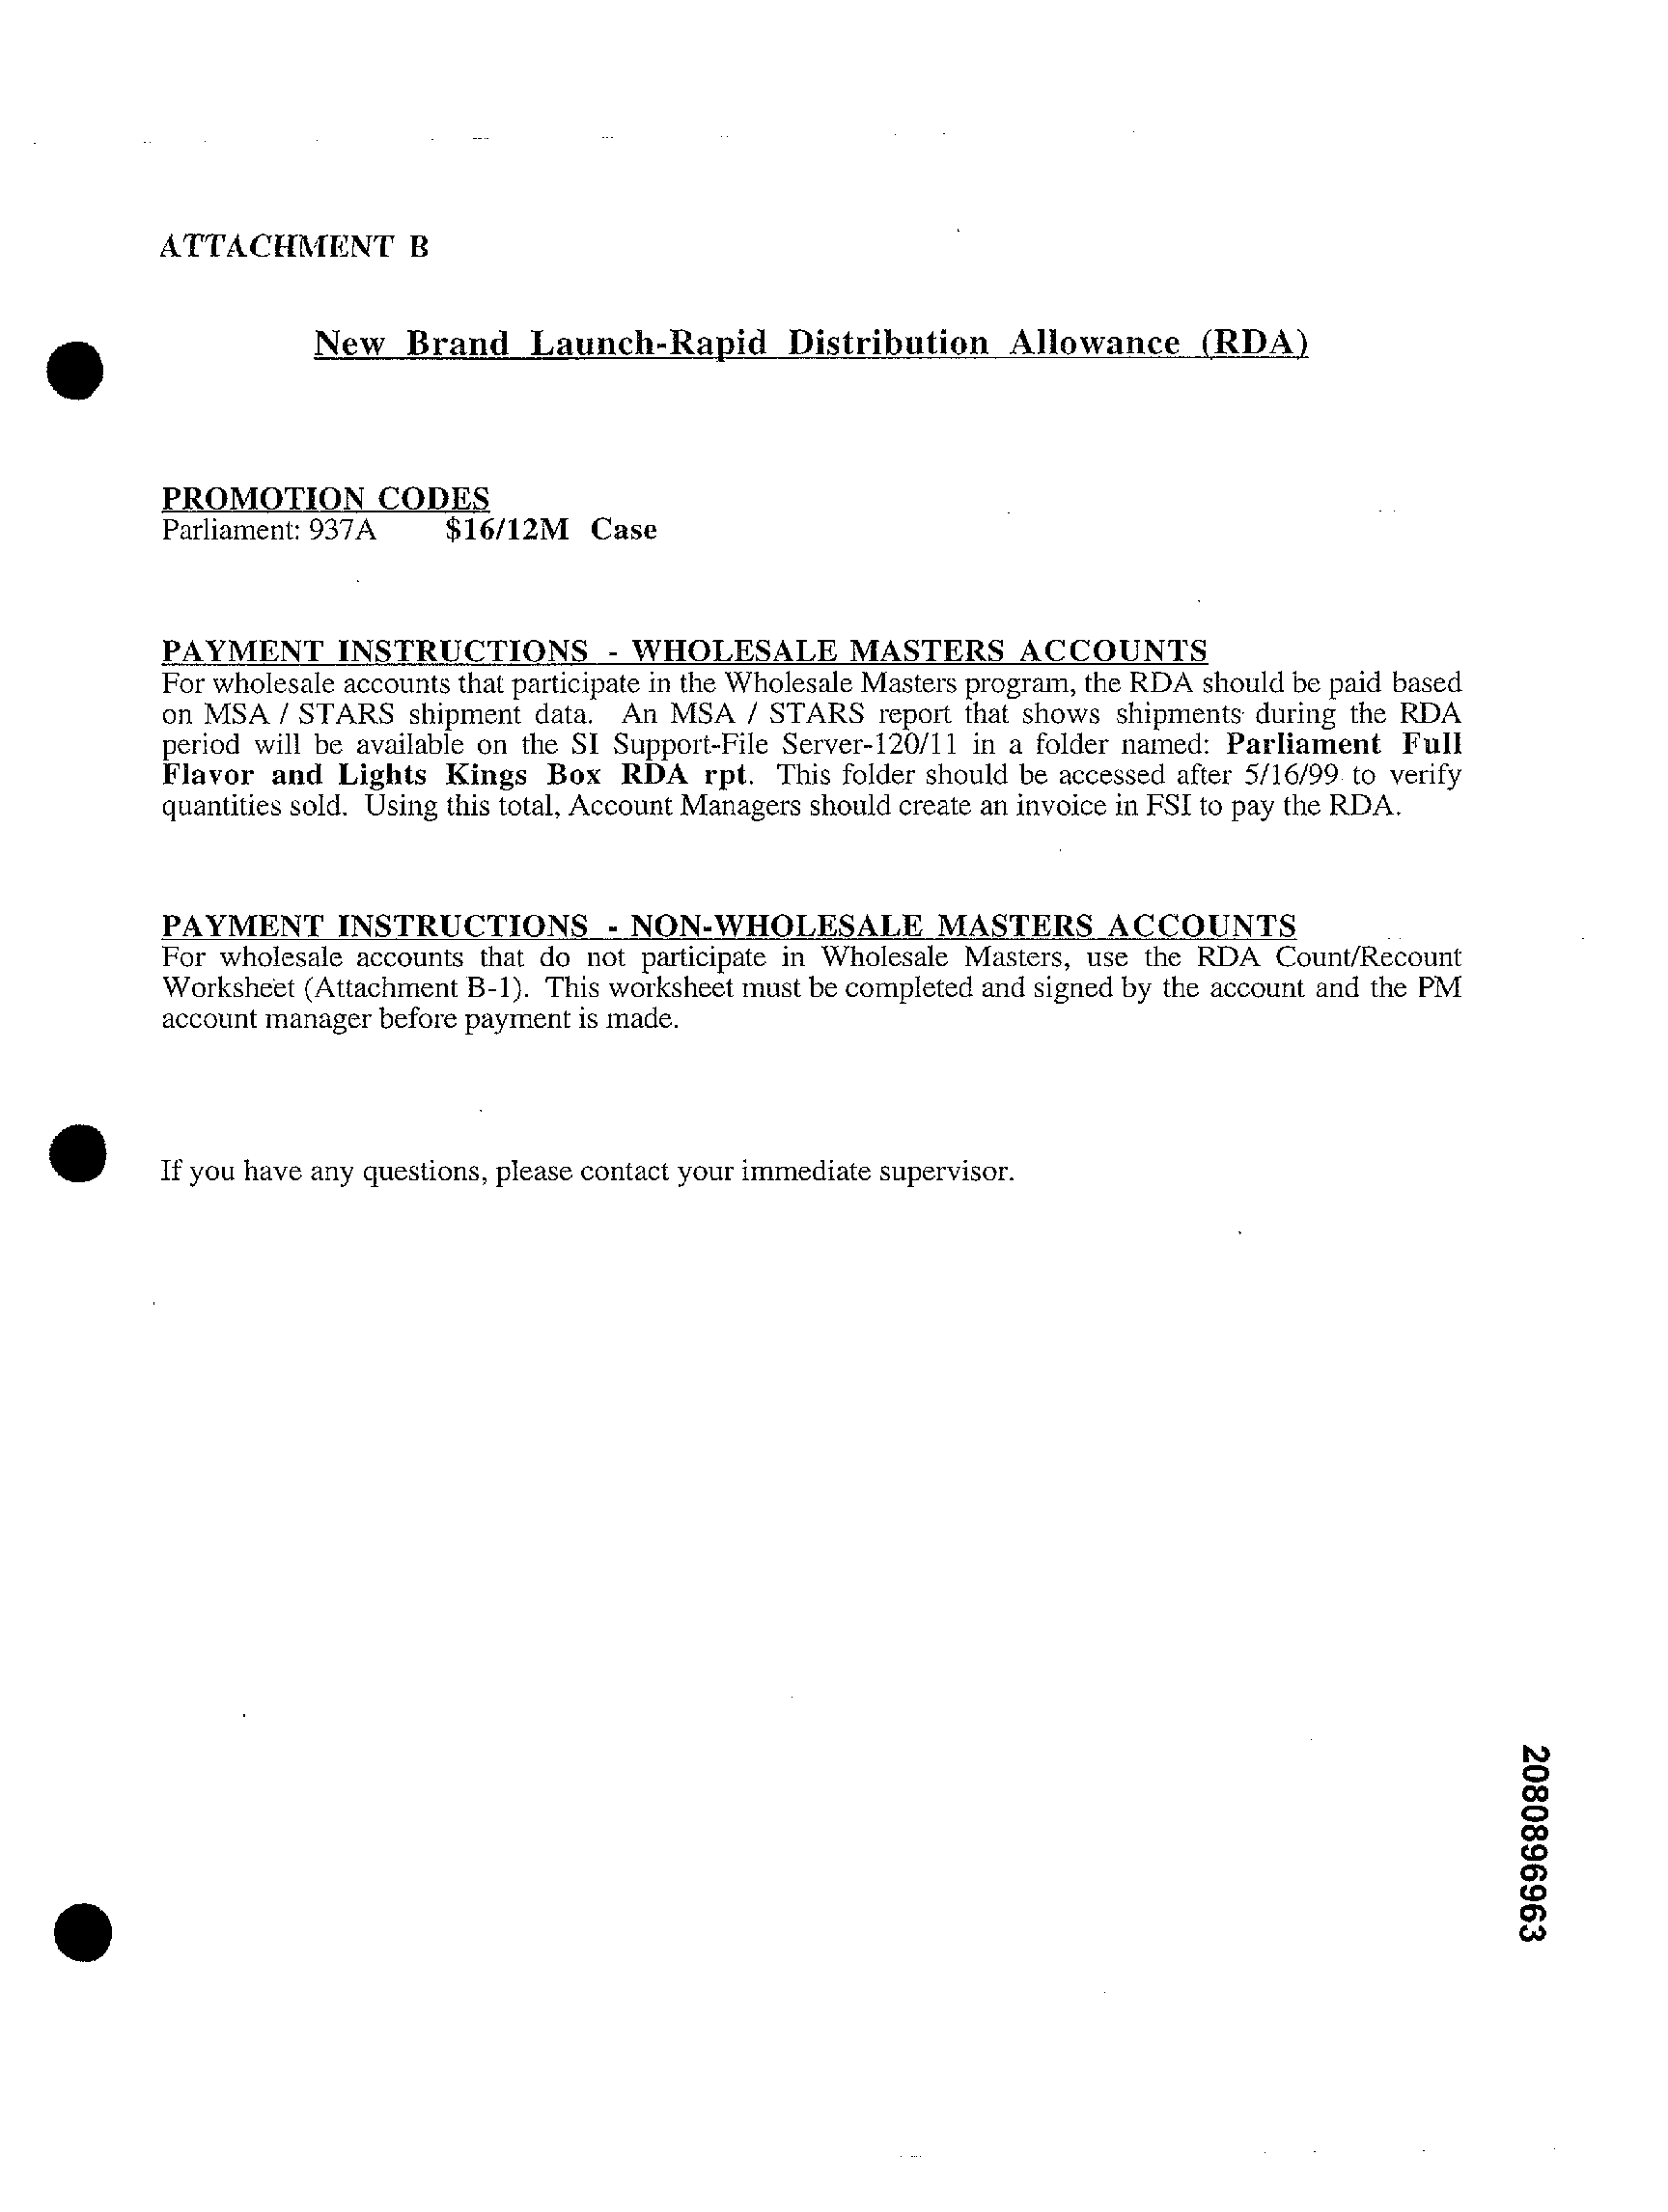 ATTACHMENT B
New Brand Launch-Rapid Distribution Allowance (RDA)
PROMOTION CODES
Parliament: 937A $16/12M Case
PAYMENT INSTRUCTIONS - WHOLESALE MASTERS ACCOUNTS
For wholesale accounts that participate in the Wholesale Masters program, the RDA should be paid based
on MSA / STARS shipment data. An MSA / STARS report that shows shipments during the RDA
period will be available on the SI Support-File Server-120/11 in a folder named: Parliament Full
Flavor and Lights Kings Box RDA rpt. This folder should be accessed after 5/16/99 to verify
quantities sold. Using this total, Account Managers should create an invoice in FSI to pay the RDA.
PAYMENT INSTRUCTIONS - NON-WHOLESALE MASTERS ACCOUNTS
For wholesale accounts that do not participate in Wholesale Masters, use the RDA Count/Recount
Worksheet (Attachment B-1). This worksheet must be completed and signed by the account and the PM
account manager before payment is made.
If you have any questions, please contact your immediate supervisor.
2080896963